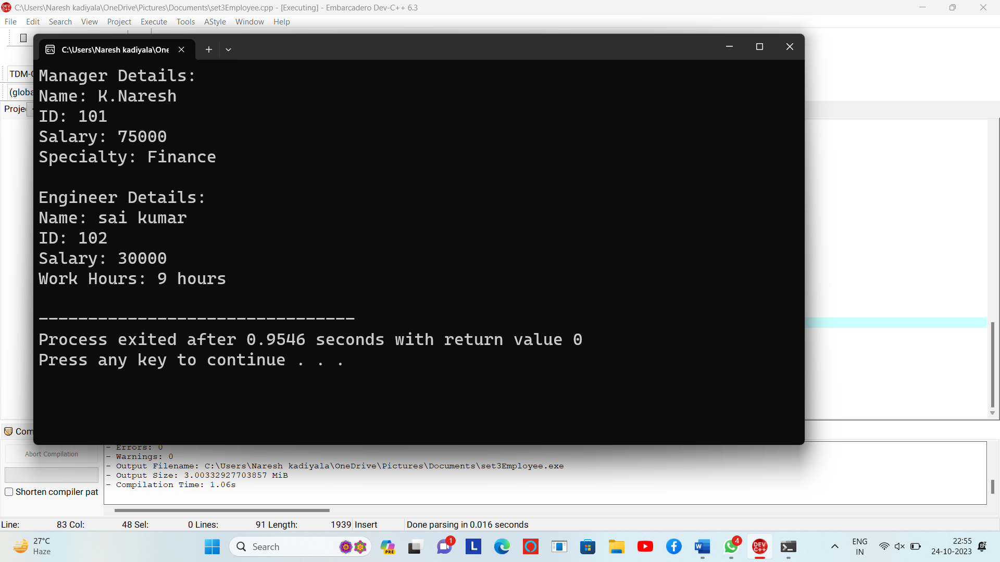 C:\Users\Naresh kadiyala\OneDrive\Pictures\Documents\set3Employee.cpp - [Executing] - Embarcadero Dev-C++ 6.3
File Edit Search View Project Execute Tools AStyle Window Help
C:\Users\Naresh kadiyala\One
TDM-
(globa
Proje
Manager Details:
Name: K.Naresh
ID: 101
Salary: 75000
Specialty: Finance
Engineer Details:
Name: sai kumar
ID: 102
Salary: 30000
Work Hours: 9 hours
--------------------------------
Process exited after 0.9546 seconds with return value 0
Press any key to continue . . .
Com
Abort Compilation
Shorten compiler pat
- Errors: 0
- Warnings: 0
- Output Filename: C:\Users\Naresh kadiyala\OneDrive\Pictures\Documents\set3Employee.exe
- Output Size: 3.00332927703857 MiB
- Compilation Time: 1.06s
Line: 83 Col: 48 Sel: 0 Lines: 91 Length: 1939 Insert Done parsing in 0.016 seconds
27°C
Haze
Search
PRE
1
L
W
4
DEV C++
ENG
IN
22:55
24-10-2023